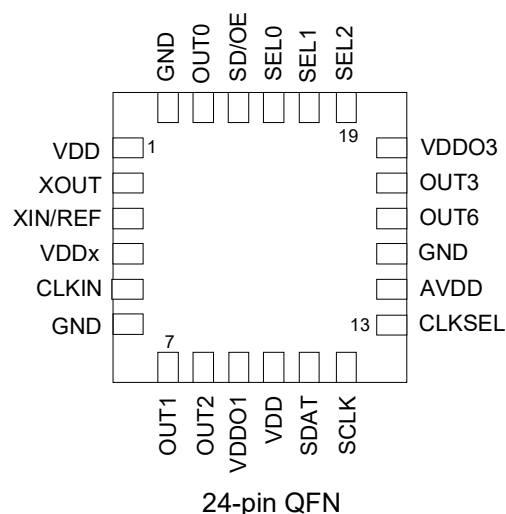 GND
OUT0
SD/OE
SEL0
SEL1
SEL2
VDD
1
19
VDDO3
XOUT
OUT3
XIN/REF
OUT6
VDDx
GND
CLKIN
AVDD
GND
7
13
CLKSEL
OUT1
OUT2
VDDO1
VDD
SDAT
SCLK
24-pin QFN